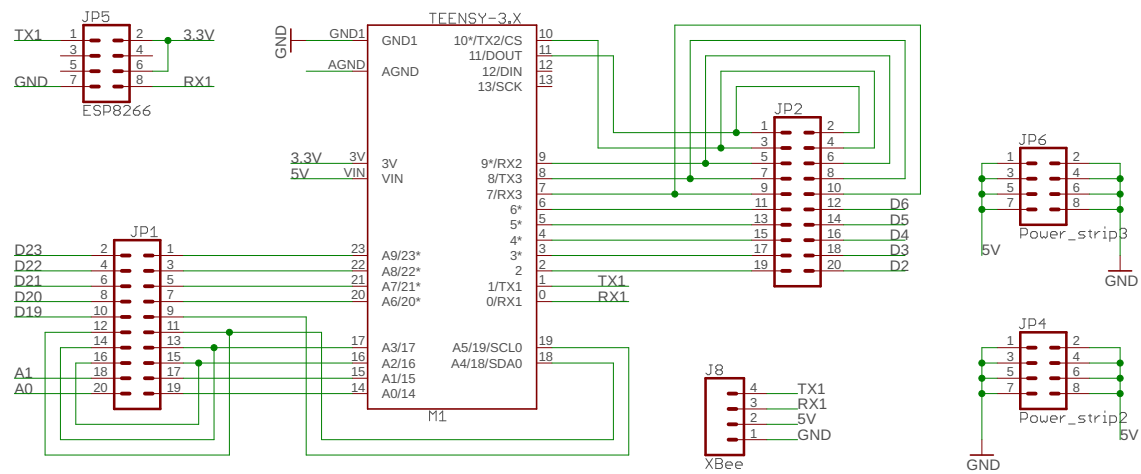 JP5
TX1 1 2 3.3V
3 4
5 6
GND 7 8 RX1
ESP8266
TEENSY-3.X
GND
GND1 GND1 10*/TX2/CS 10
11/DOUT 11
AGND AGND 12/DIN 12
13/SCK 13
3.3V 3V 3V 9*/RX2 9
5V VIN VIN 8/TX3 8
7/RX3 7
6* 6
5* 5
4* 4
23 A9/23* 3* 3
22 A8/22* 2 2
21 A7/21* 1/TX1 1 TX1
20 A6/20* 0/RX1 0 RX1
17 A3/17 A5/19/SCL0 19
16 A2/16 A4/18/SDA0 18
15 A1/15
14 A0/14
M1
JP2
1 2
3 4
5 6
7 8
9 10
11 12 D6
13 14 D5
15 16 D4
17 18 D3
19 20 D2
JP1
D23 2 1
D22 4 3
D21 6 5
D20 8 7
D19 10 9
12 11
14 13
16 15
A1 18 17
A0 20 19
JP6
1 2
3 4
5 6
7 8
Power_strip3
5V
GND
J8
4 TX1
3 RX1
2 5V
1 GND
XBee
JP4
1 2
3 4
5 6
7 8
Power_strip2
5V
GND